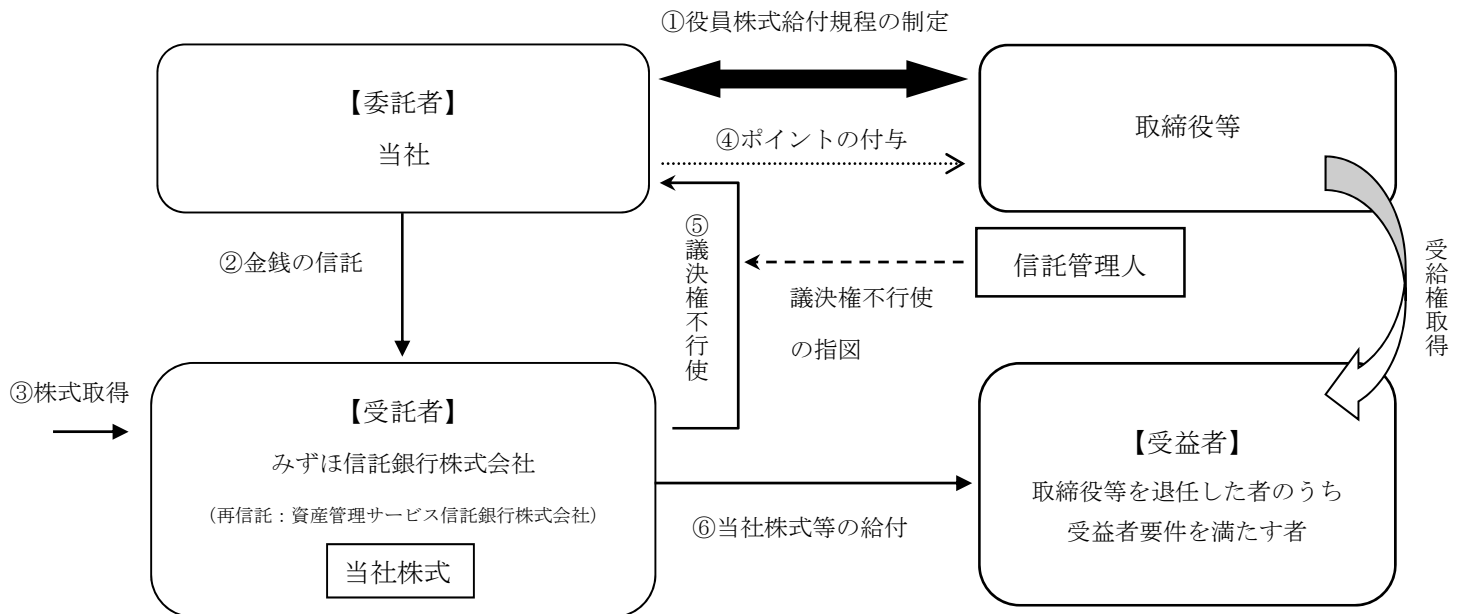 ①役員株式給付規程の制定
【委託者】
当社
取締役等
④ポイントの付与
②金銭の信託
⑤議決権不行使
信託管理人
議決権不行使
の指図
受給権取得
③株式取得
【受託者】
みずほ信託銀行株式会社
（再信託：資産管理サービス信託銀行株式会社）
当社株式
⑥当社株式等の給付
【受益者】
取締役等を退任した者のうち
受益者要件を満たす者